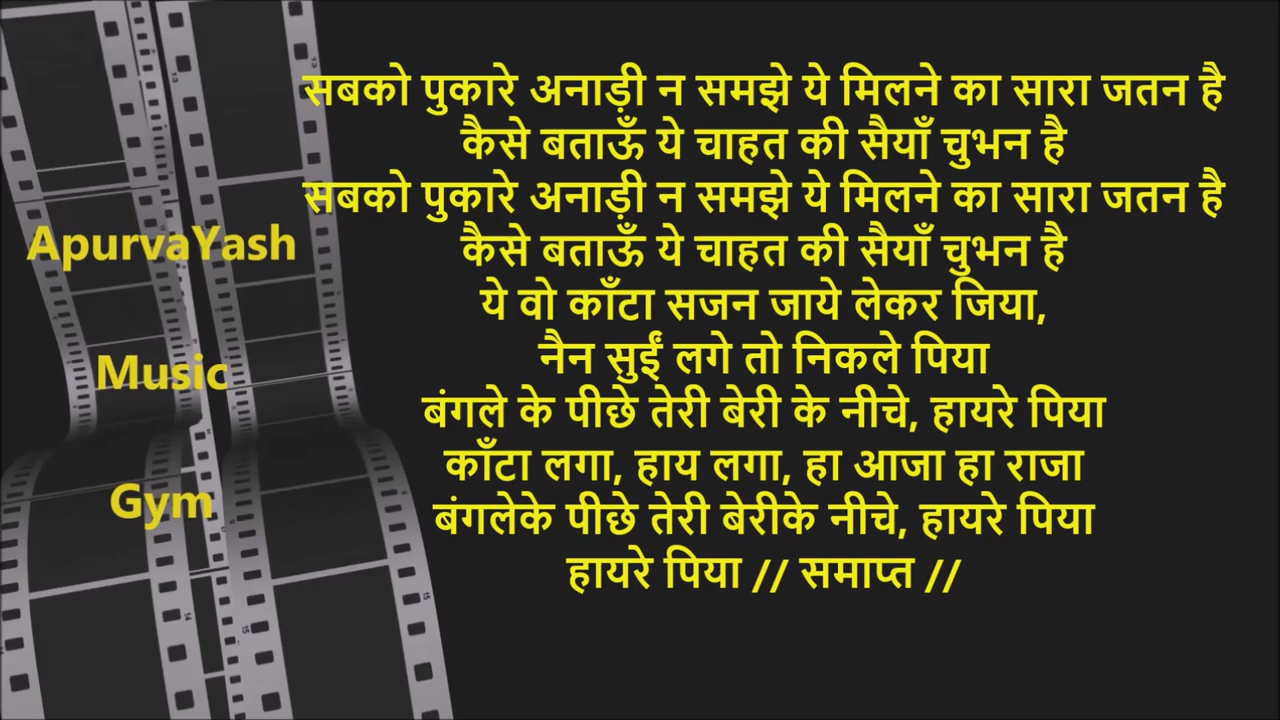 सबको पुकारे अनाड़ी न समझे ये मिलने का सारा जतन है
कैसे बताऊँ ये चाहत की सैयाँ चुभन है
सबको पुकारे अनाड़ी न समझे ये मिलने का सारा जतन है
कैसे बताऊँ ये चाहत की सैयाँ चुभन है
ये वो काँटा सजन जाये लेकर जिया,
नैन सुईं लगे तो निकले पिया
बंगले के पीछे तेरी बेरी के नीचे, हायरे पिया
काँटा लगा, हाय लगा, हा आजा हा राजा
बंगलेके पीछे तेरी बेरीके नीचे, हायरे पिया
हायरे पिया // समाप्त //
ApurvaYash
Music
Gym